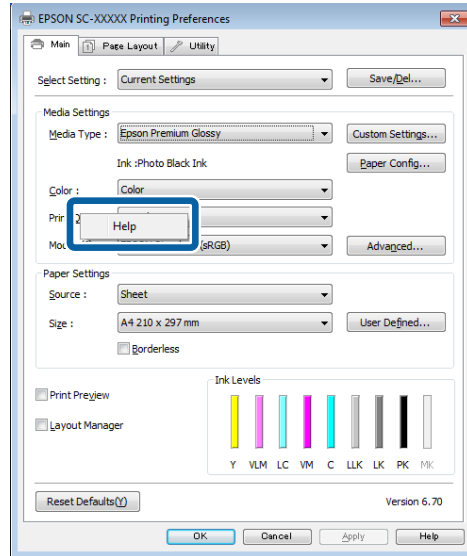 EPSON SC-XXXXX Printing Preferences
Main Page Layout Utility
Select Setting : Current Settings Save/Del...
Media Settings
Media Type : Epson Premium Glossy Custom Settings...
Ink :Photo Black Ink Paper Config...
Color : Color
Help
(sRGB) Advanced...
Paper Settings
Source : Sheet
Size : A4 210 x 297 mm User Defined...
Borderless
Print Preview
Layout Manager
Ink Levels
Y VLM LC VM C LLK LK PK MK
Reset Defaults(Y) Version 6.70
OK Cancel Apply Help